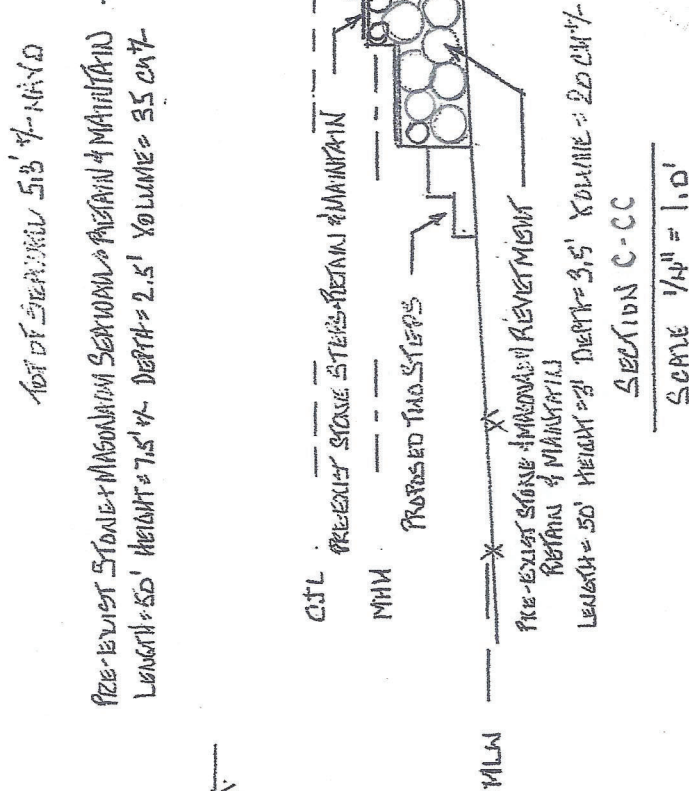 TOP OF SEAWALL 5.8' +/- NAVD
PRE-EXIST STONE & MASONARY SEAWALL - RETAIN & MAINTAIN
LENGTH = 50' HEIGHT = 7.5' +/- DEPTH = 2.5' VOLUME = 35 CY +/-
CJL
PRE-EXIST STONE STEPS-RETAIN & MAINTAIN
MHW
PROPOSED TWO STEPS
MLW
PRE-EXIST STONE & MASONARY REVETMENT
RETAIN & MAINTAIN
LENGTH = 50' HEIGHT = 3' DEPTH = 3.5' VOLUME = 20 CY +/-
SECTION C-CC
SCALE 1/4" = 1.0'